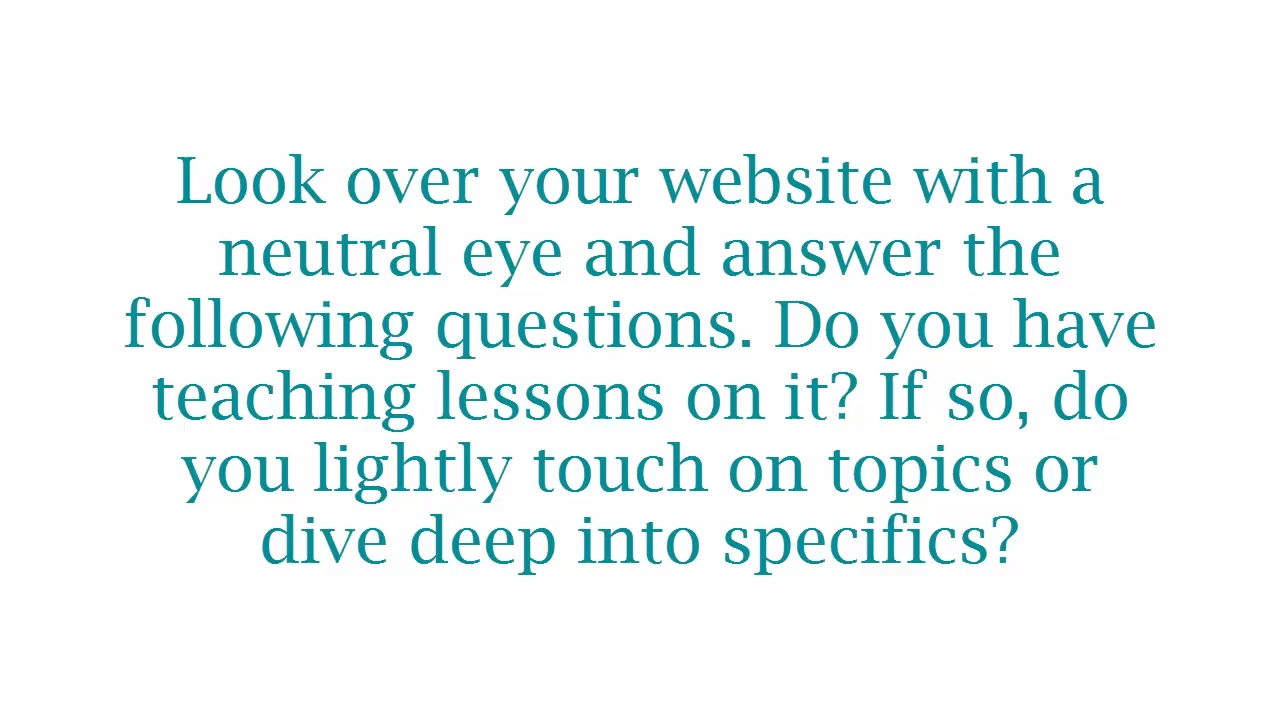 Look over your website with a
neutral eye and answer the
following questions. Do you have
teaching lessons on it? If so, do
you lightly touch on topics or
dive deep into specifics?